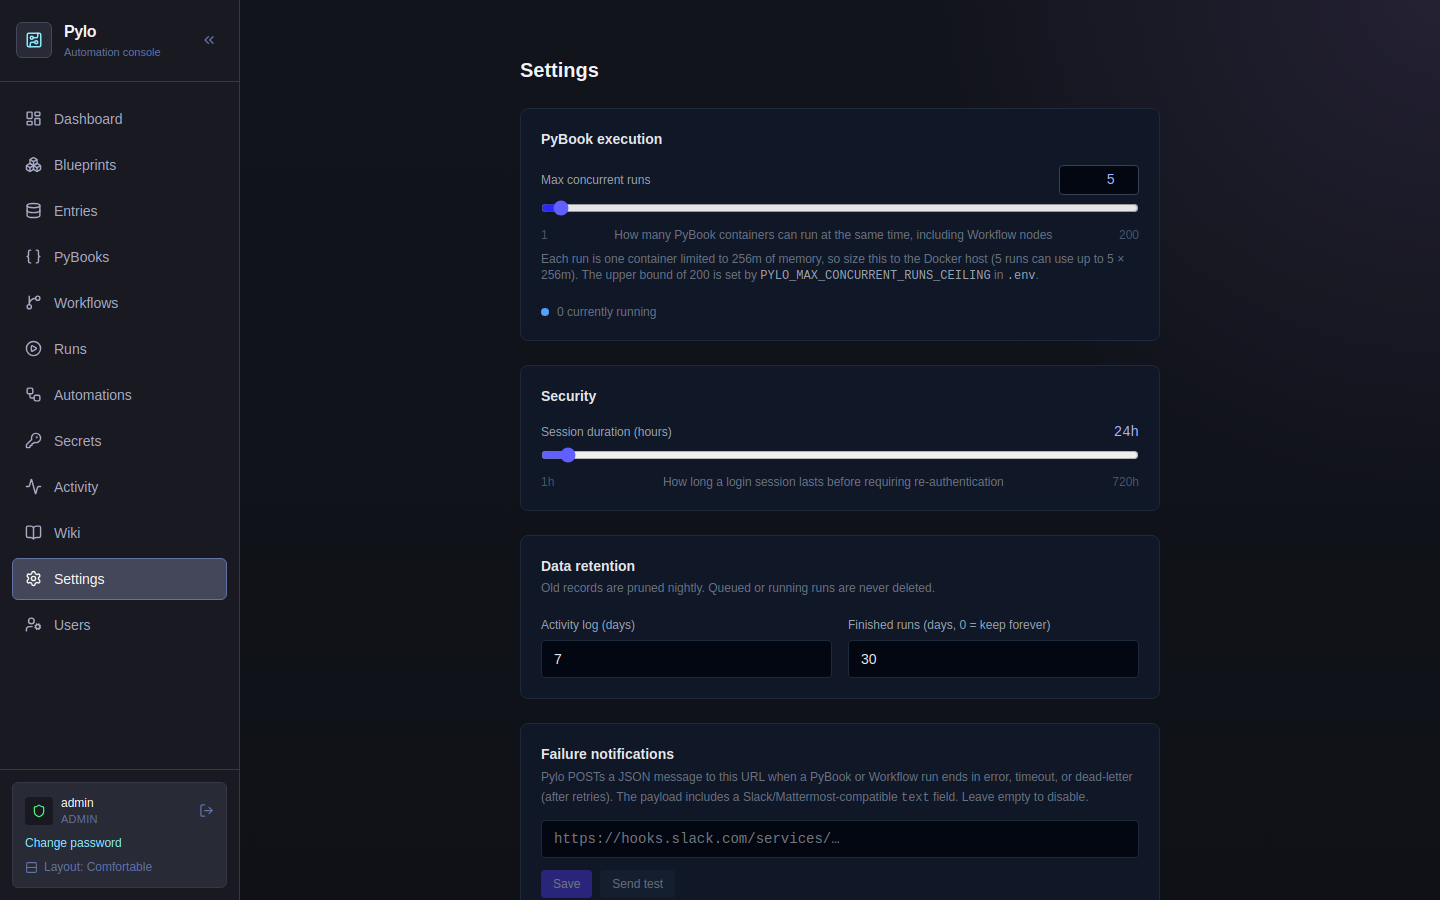 Pylo
Automation console
Dashboard
Blueprints
Entries
PyBooks
Workflows
Runs
Automations
Secrets
Activity
Wiki
Settings
Users
admin
ADMIN
Change password
Layout: Comfortable
Settings
PyBook execution
Max concurrent runs
5
1
How many PyBook containers can run at the same time, including Workflow nodes
200
Each run is one container limited to 256m of memory, so size this to the Docker host (5 runs can use up to 5 ×
256m). The upper bound of 200 is set by PYLO_MAX_CONCURRENT_RUNS_CEILING in .env.
0 currently running
Security
Session duration (hours)
24h
1h
How long a login session lasts before requiring re-authentication
720h
Data retention
Old records are pruned nightly. Queued or running runs are never deleted.
Activity log (days)
Finished runs (days, 0 = keep forever)
7
30
Failure notifications
Pylo POSTs a JSON message to this URL when a PyBook or Workflow run ends in error, timeout, or dead-letter
(after retries). The payload includes a Slack/Mattermost-compatible text field. Leave empty to disable.
https://hooks.slack.com/services/…
Save
Send test